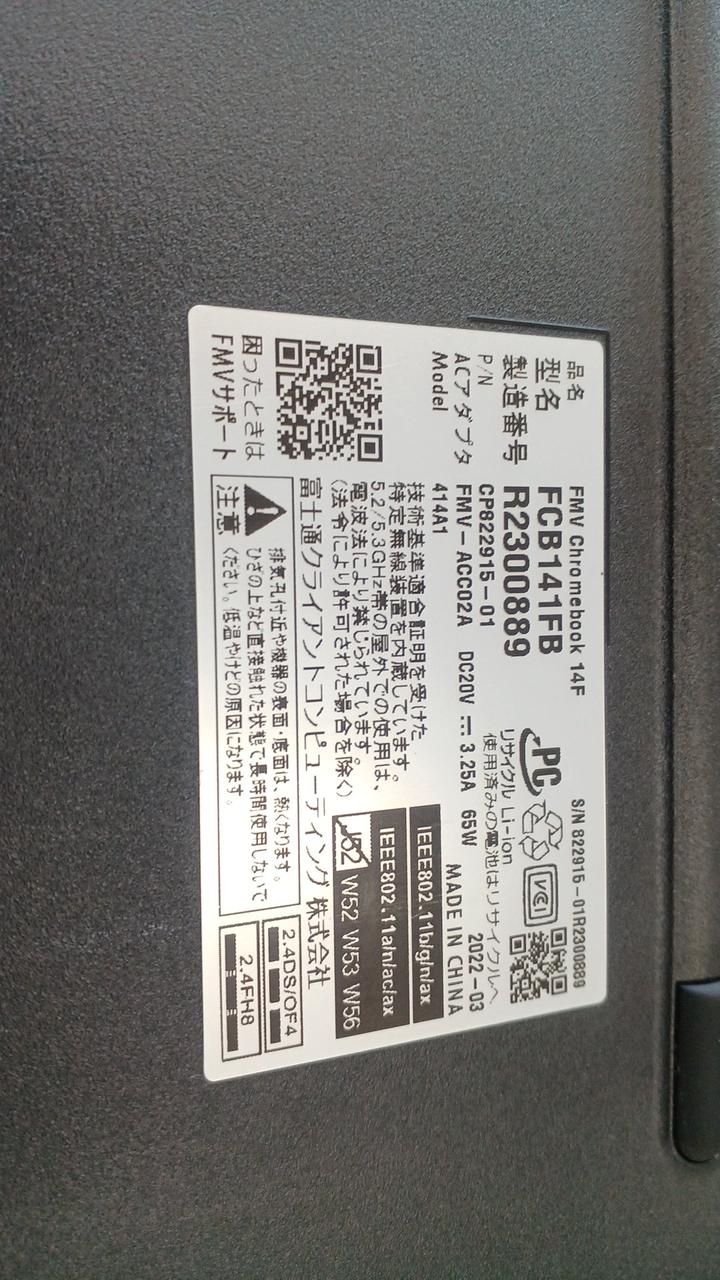 品名 FMV Chromebook 14F S/N 822915-01R2300889
型名 FCB141FB
製造番号 R2300889
P/N CP822915-01
ACアダプタ FMV-ACC02A DC20V ⎓ 3.25A 65W
Model 414A1
PC
リサイクル Li-ion
使用済みの電池はリサイクルへ
VCI
2022-03
MADE IN CHINA
技術基準適合証明を受けた
特定無線装置を内蔵しています。
5.2/5.3GHz帯の屋外での使用は、
電波法により禁じられています。
(法令により許可された場合を除く)
IEEE802.11b/g/n/ax
IEEE802.11a/n/ac/ax
J52 W52 W53 W56
富士通クライアントコンピューティング株式会社
困ったときは
FMVサポート
注意
排気孔付近や機器の表面・底面は、熱くなります。
ひざの上など直接触れた状態で長時間使用しないで
ください。低温やけどの原因になります。
2.4DS/OF4
2.4FH8